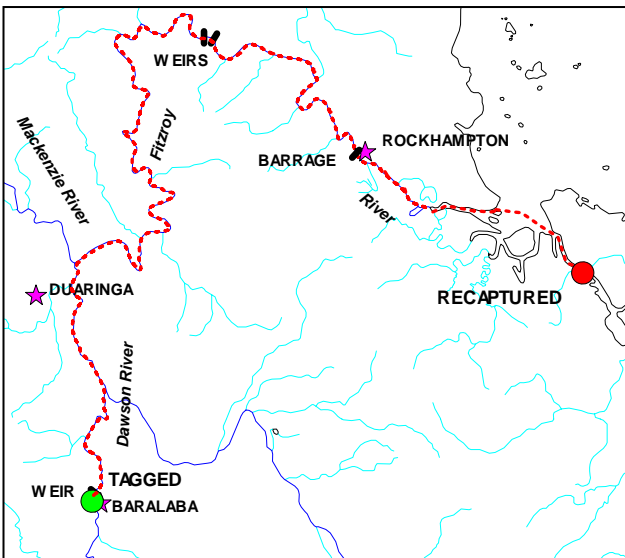 WEIRS
Mackenzie River
Fitzroy
ROCKHAMPTON
BARRAGE
River
DUARINGA
RECAPTURED
Dawson River
TAGGED
WEIR
BARALABA